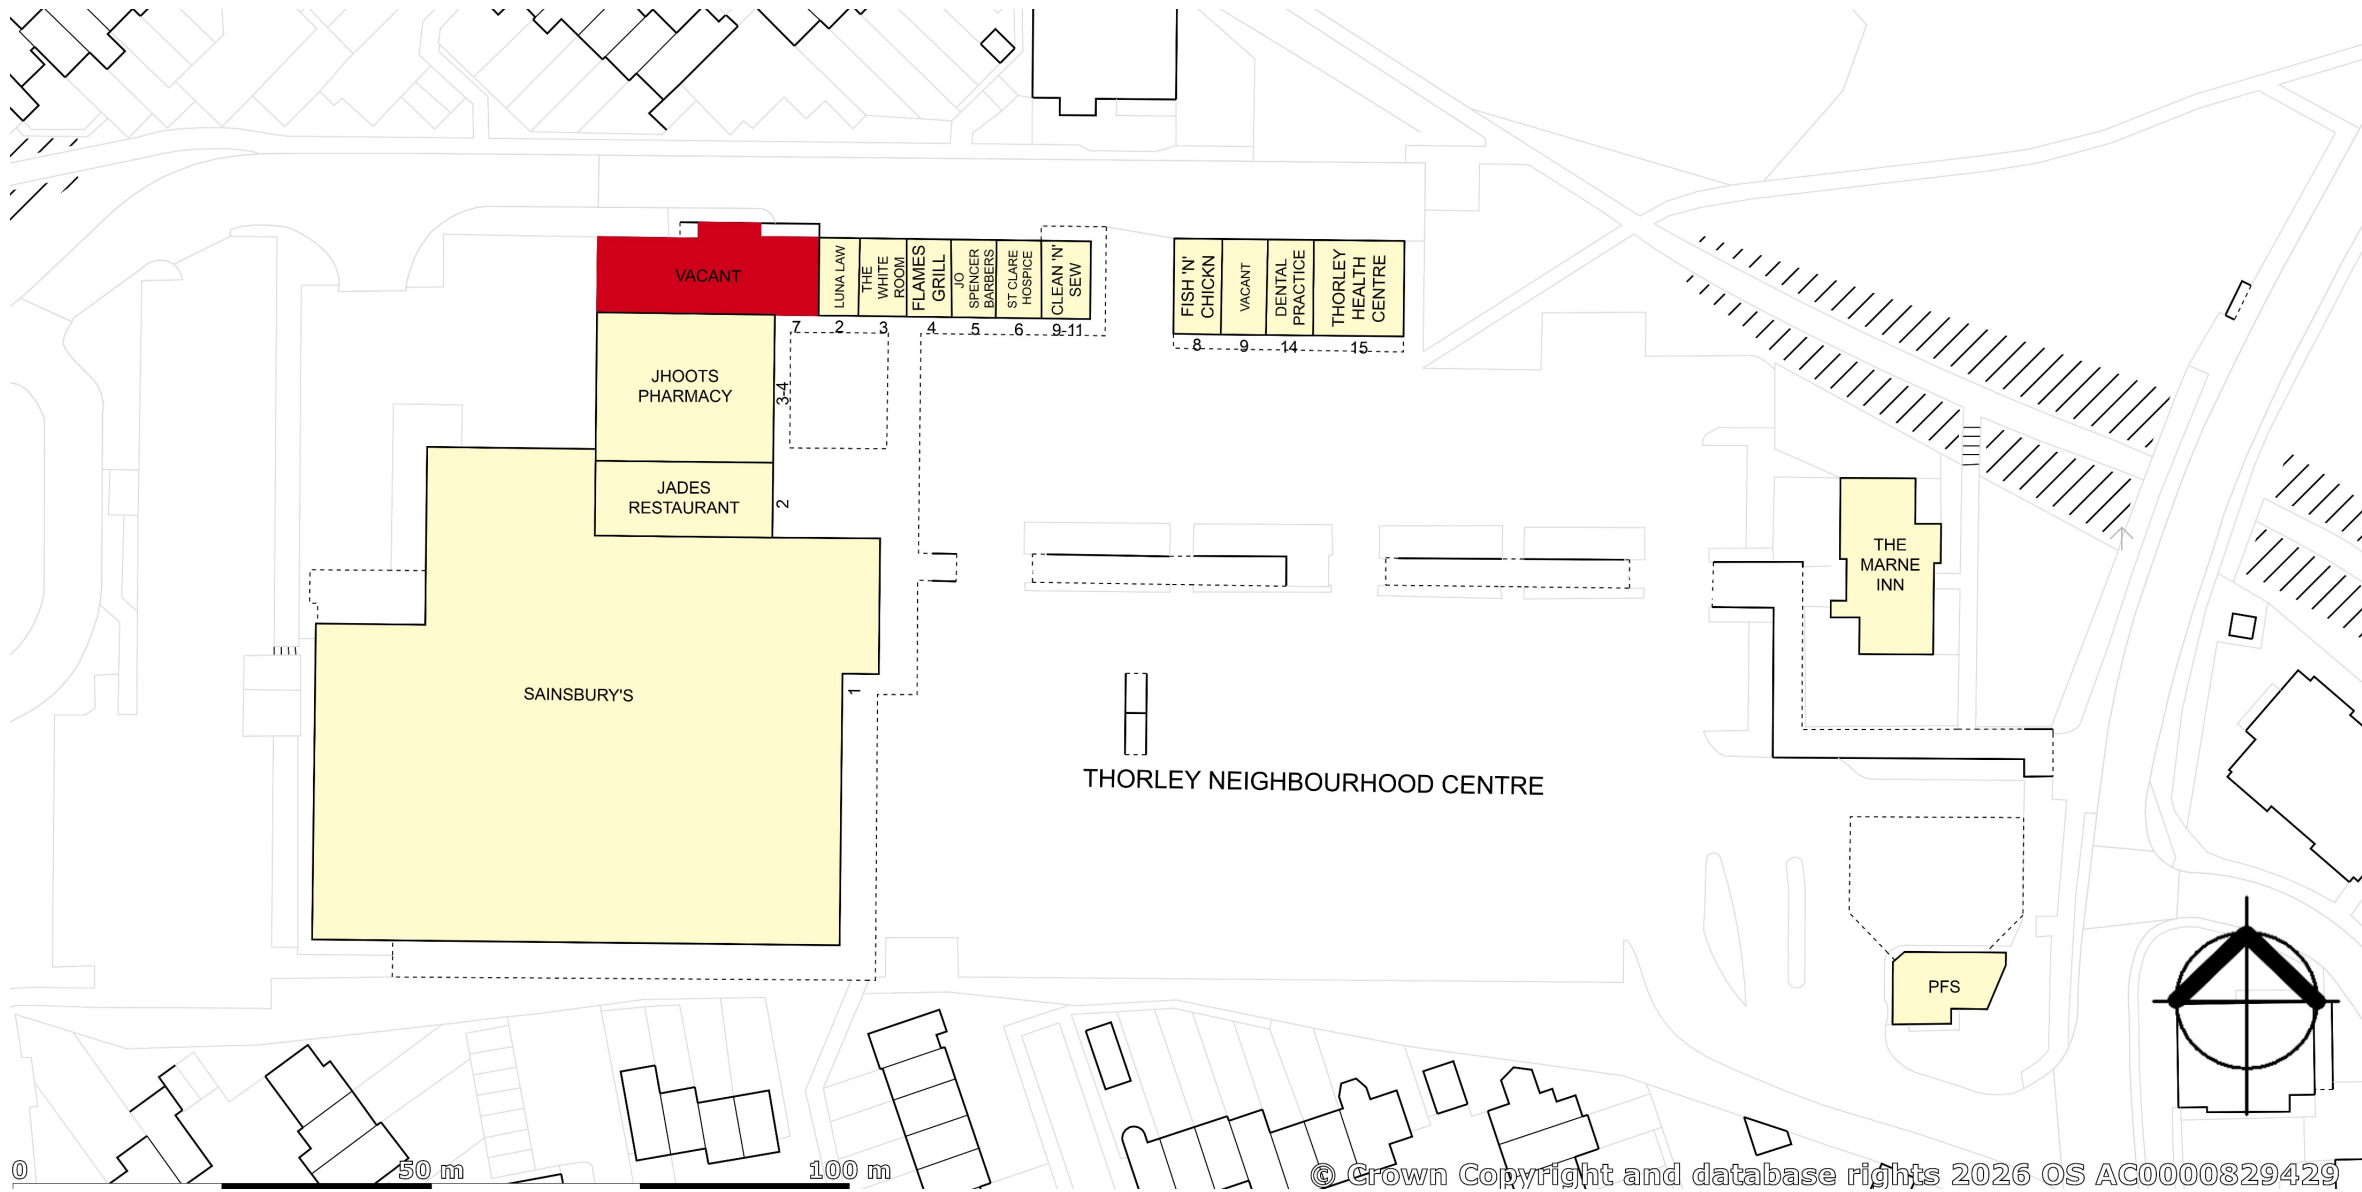 VACANT
LUNA LAW
THE
WHITE
ROOM
FLAMES
GRILL
JO
SPENCER
BARBERS
ST CLARE
HOSPICE
CLEAN 'N'
SEW
FISH 'N'
CHICKN
VACANT
DENTAL
PRACTICE
THORLEY
HEALTH
CENTRE
7
2
3
4
5
6
9-11
8
9
14
15
JHOOTS
PHARMACY
3-4
JADES
RESTAURANT
2
THE
MARNE
INN
SAINSBURY'S
1
THORLEY NEIGHBOURHOOD CENTRE
PFS
0
50 m
100 m
© Crown Copyright and database rights 2026 OS AC0000829429